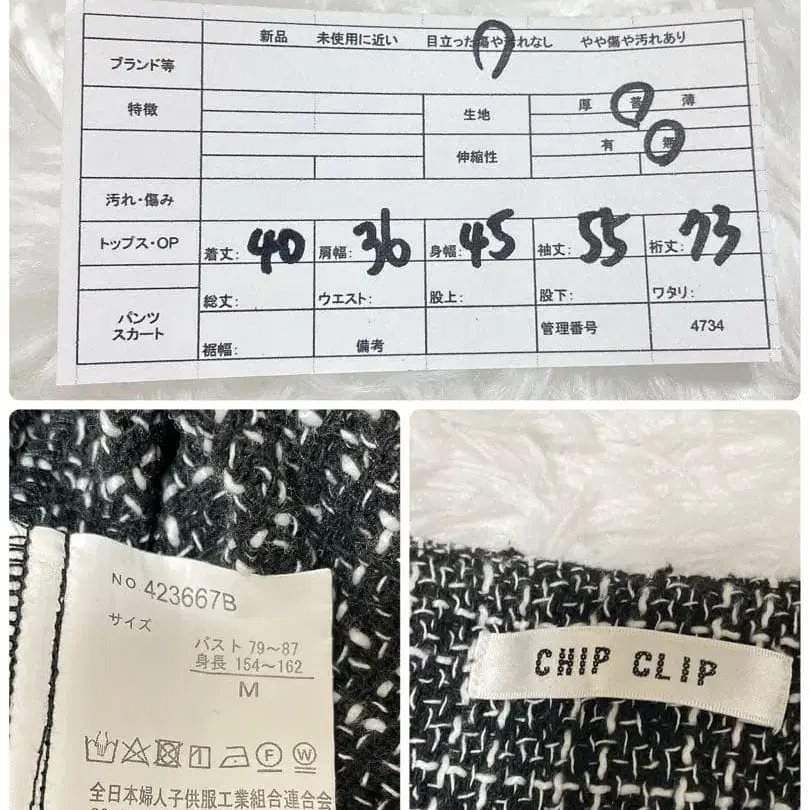 新品 未使用に近い 目立った傷や汚れなし やや傷や汚れあり
ブランド等
特徴 生地 厚 普 薄
伸縮性 有 無
汚れ・傷み
トップス・OP 着丈: 40 肩幅: 36 身幅: 45 袖丈: 55 裄丈: 73
総丈: ウエスト: 股上: 股下: ワタリ:
パンツ
スカート
裾幅: 備考 管理番号 4734
NO.423667B
サイズ
バスト 79~87
身長 154~162
M
F W
全日本婦人子供服工業組合連合会
CHIP CLIP